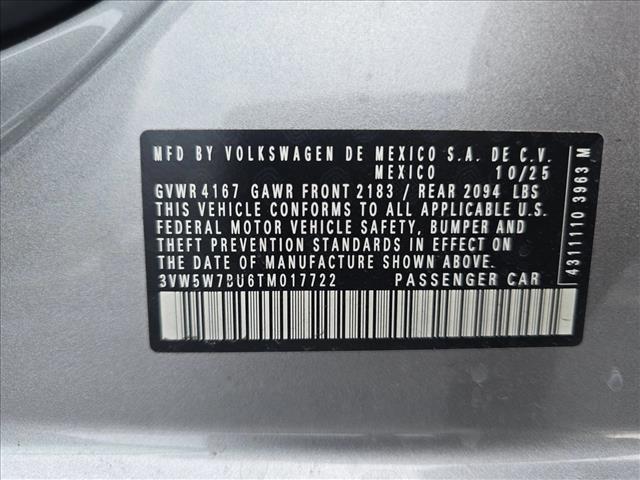 MFD BY VOLKSWAGEN DE MEXICO S.A. DE C.V.
MEXICO 10/25
GVWR 4167 GAWR FRONT 2183 / REAR 2094 LBS
THIS VEHICLE CONFORMS TO ALL APPLICABLE U.S.
FEDERAL MOTOR VEHICLE SAFETY, BUMPER AND
THEFT PREVENTION STANDARDS IN EFFECT ON
THE DATE OF MANUFACTURE SHOWN ABOVE.
3VW5W7BU6TM017722 PASSENGER CAR
4311110 3963 M